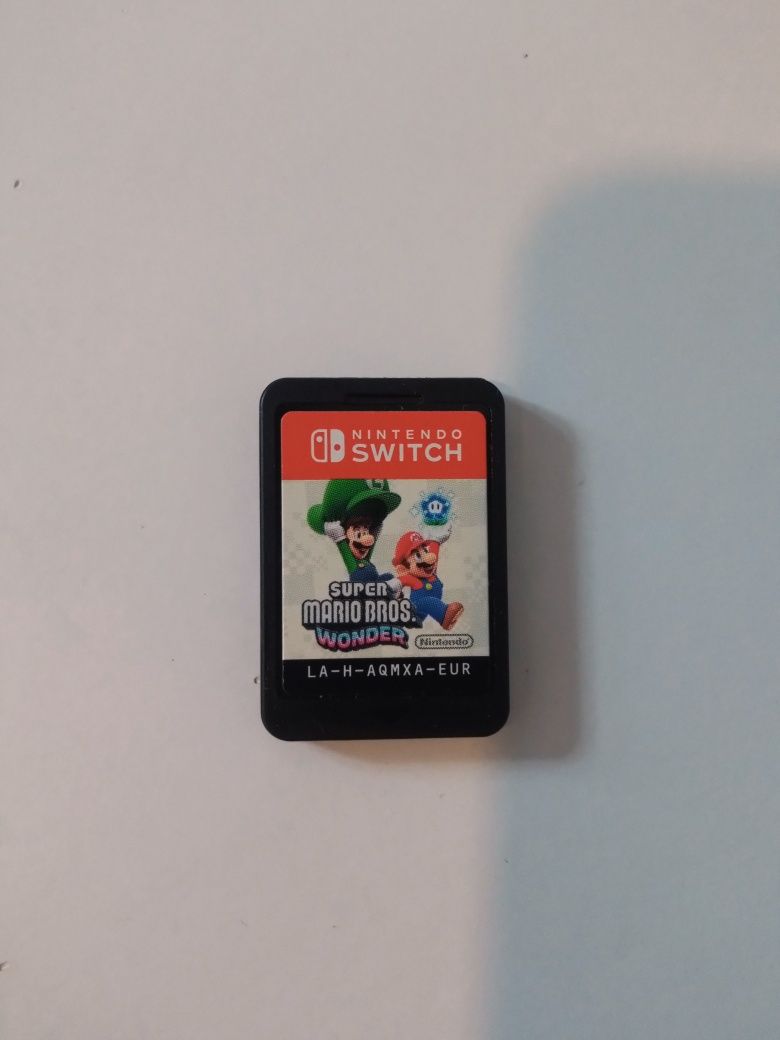 NINTENDO
SWITCH
L
M
SUPER
MARIO BROS.
WONDER
Nintendo
LA-H-AQMXA-EUR